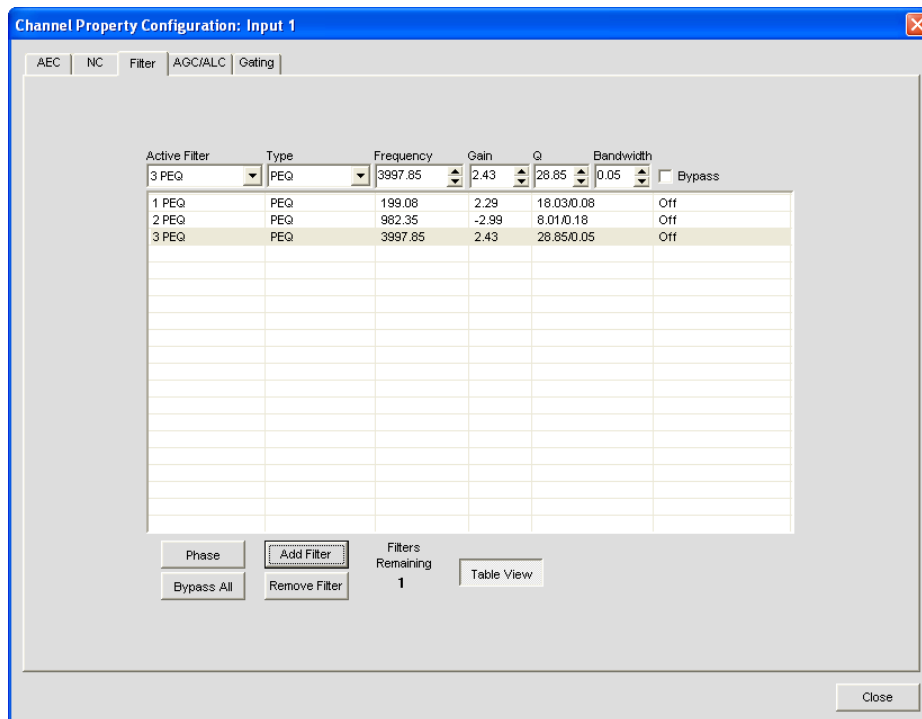 Channel Property Configuration: Input 1
AEC NC Filter AGC/ALC Gating
Active Filter Type Frequency Gain Q Bandwidth
3 PEQ PEQ 3997.85 2.43 28.85 0.05 Bypass
1 PEQ PEQ 199.08 2.29 18.03/0.08 Off
2 PEQ PEQ 982.35 -2.99 8.01/0.18 Off
3 PEQ PEQ 3997.85 2.43 28.85/0.05 Off
Phase Add Filter Filters
Remaining
Bypass All Remove Filter 1 Table View
Close